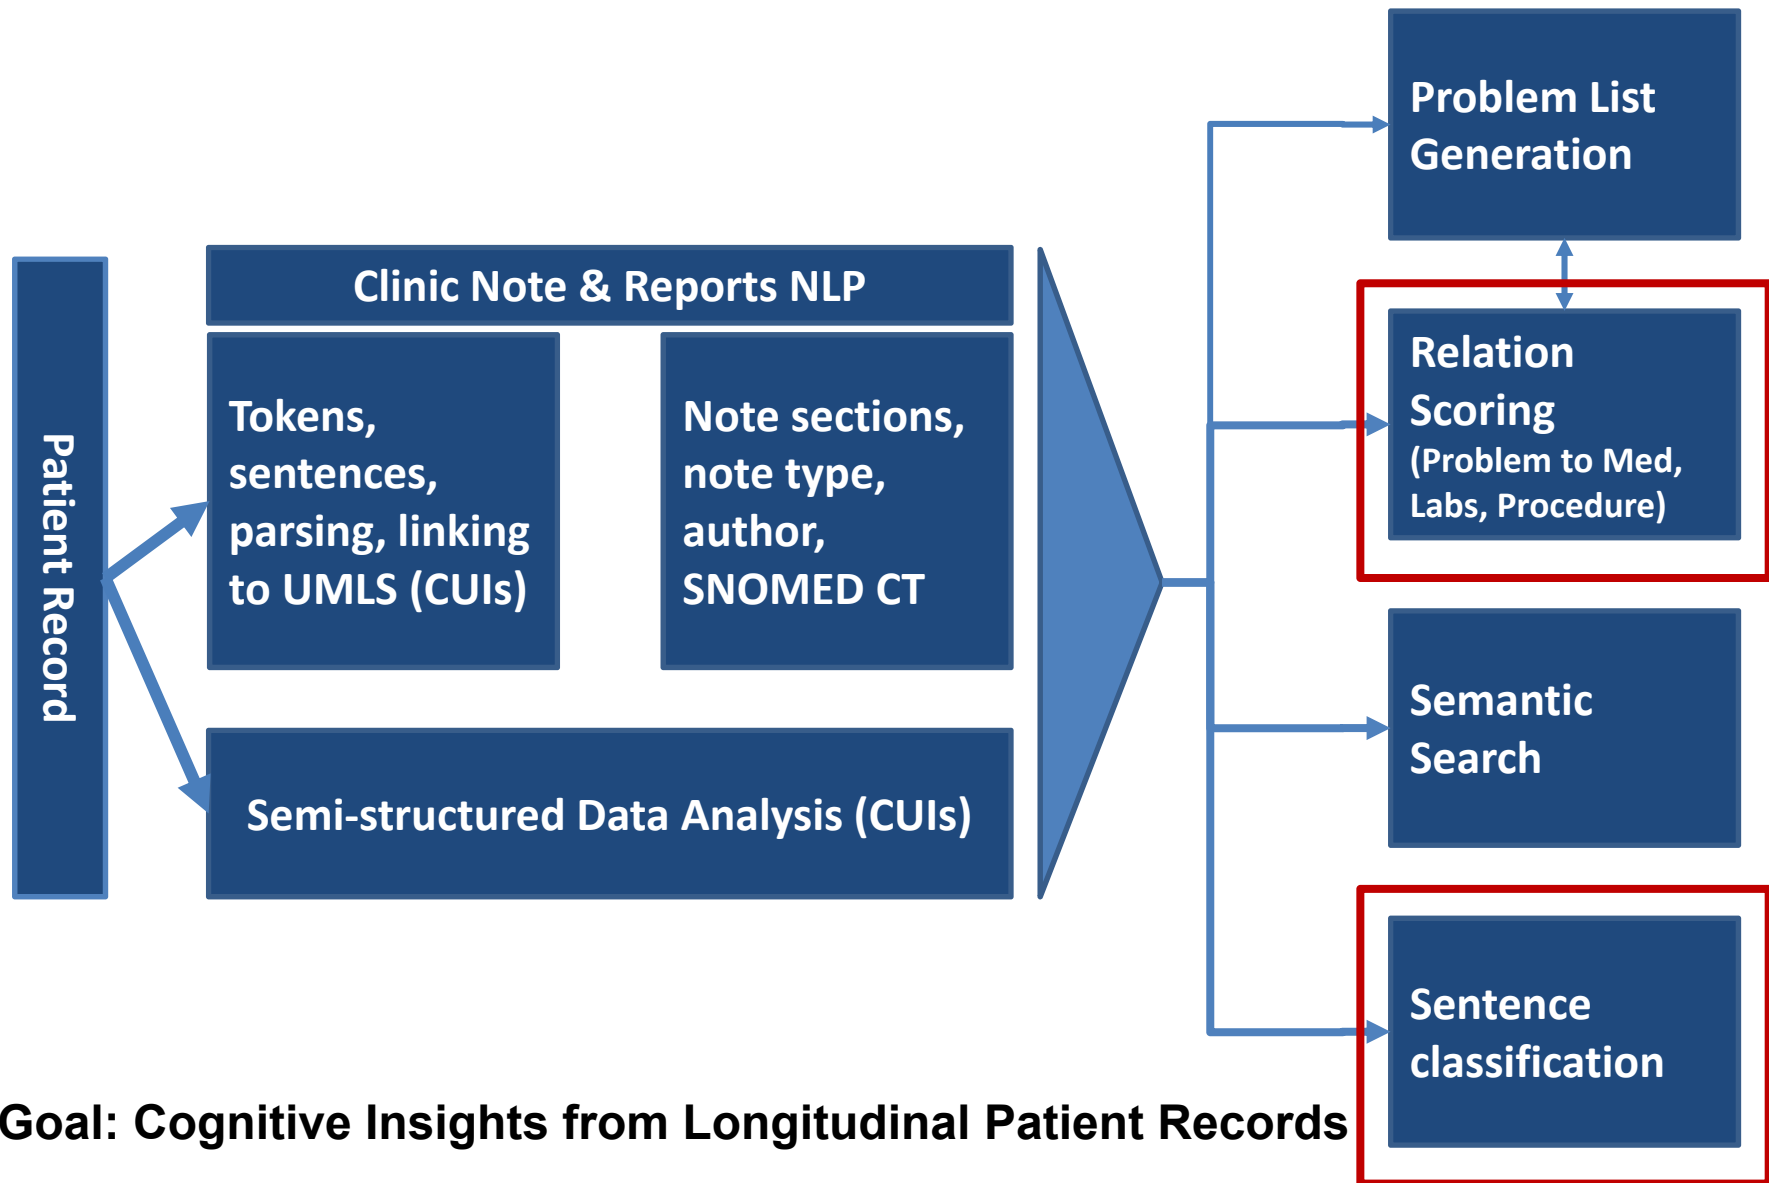 Patient Record
Clinic Note & Reports NLP
Tokens,
sentences,
parsing, linking
to UMLS (CUIs)
Note sections,
note type,
author,
SNOMED CT
Semi-structured Data Analysis (CUIs)
Problem List
Generation
Relation
Scoring
(Problem to Med,
Labs, Procedure)
Semantic
Search
Sentence
classification
Goal: Cognitive Insights from Longitudinal Patient Records